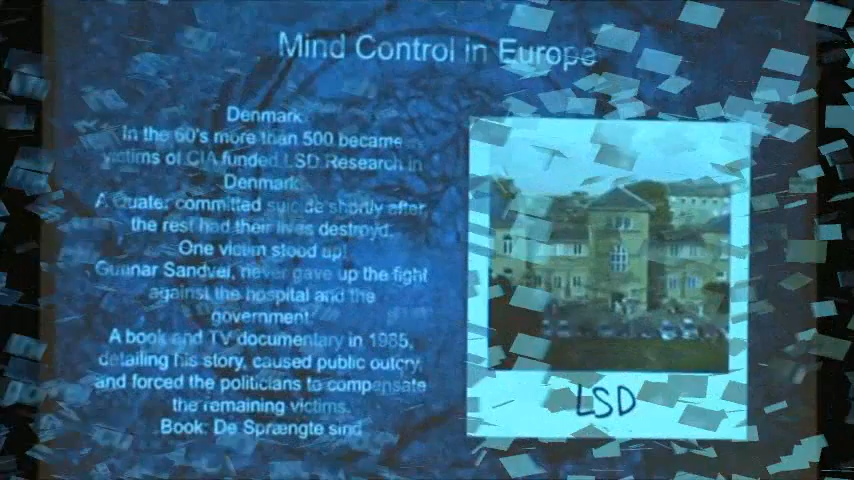 Mind Control in Europe
Denmark
In the 60's more than 500 became
victims of CIA funded LSD Research in
Denmark.
A Quater committed suicide shortly after,
the rest had their lives destroyd.
One victim stood up!
Gunnar Sandvei, never gave up the fight
against the hospital and the
government.
A book and TV documentary in 1985,
detailing his story, caused public outcry,
and forced the politicians to compensate
the remaining victims.
Book: De Sprængte sind
LSD